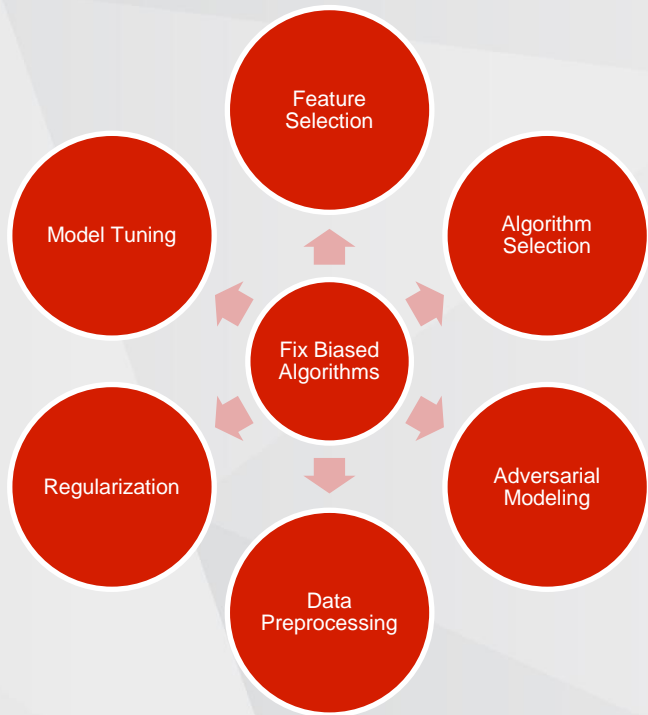 Feature
Selection
Model Tuning
Algorithm
Selection
Fix Biased
Algorithms
Regularization
Adversarial
Modeling
Data
Preprocessing